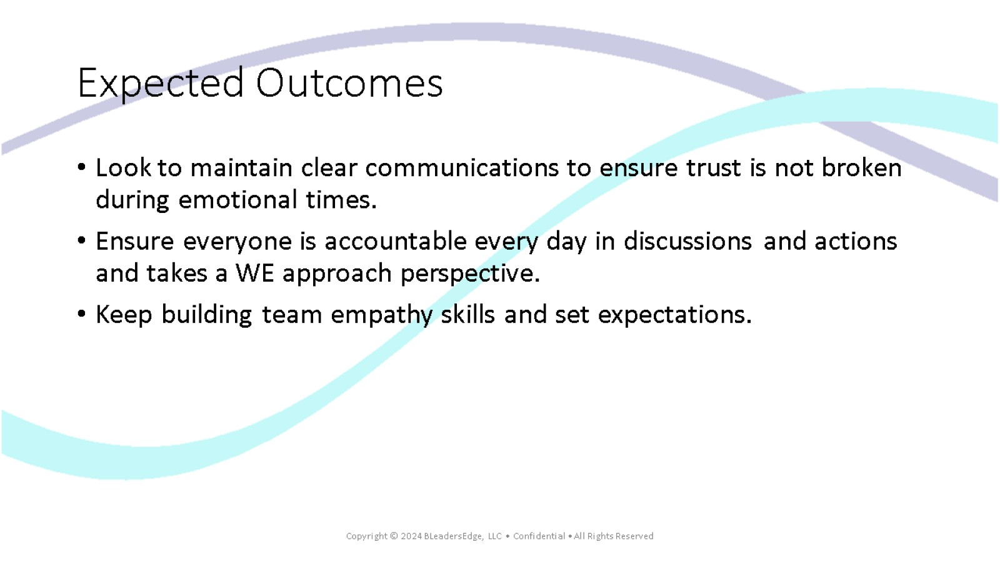 Expected Outcomes
• Look to maintain clear communications to ensure trust is not broken
during emotional times.
• Ensure everyone is accountable every day in discussions and actions
and takes a WE approach perspective.
• Keep building team empathy skills and set expectations.
Copyright © 2024 BLeadersEdge, LLC • Confidential • All Rights Reserved